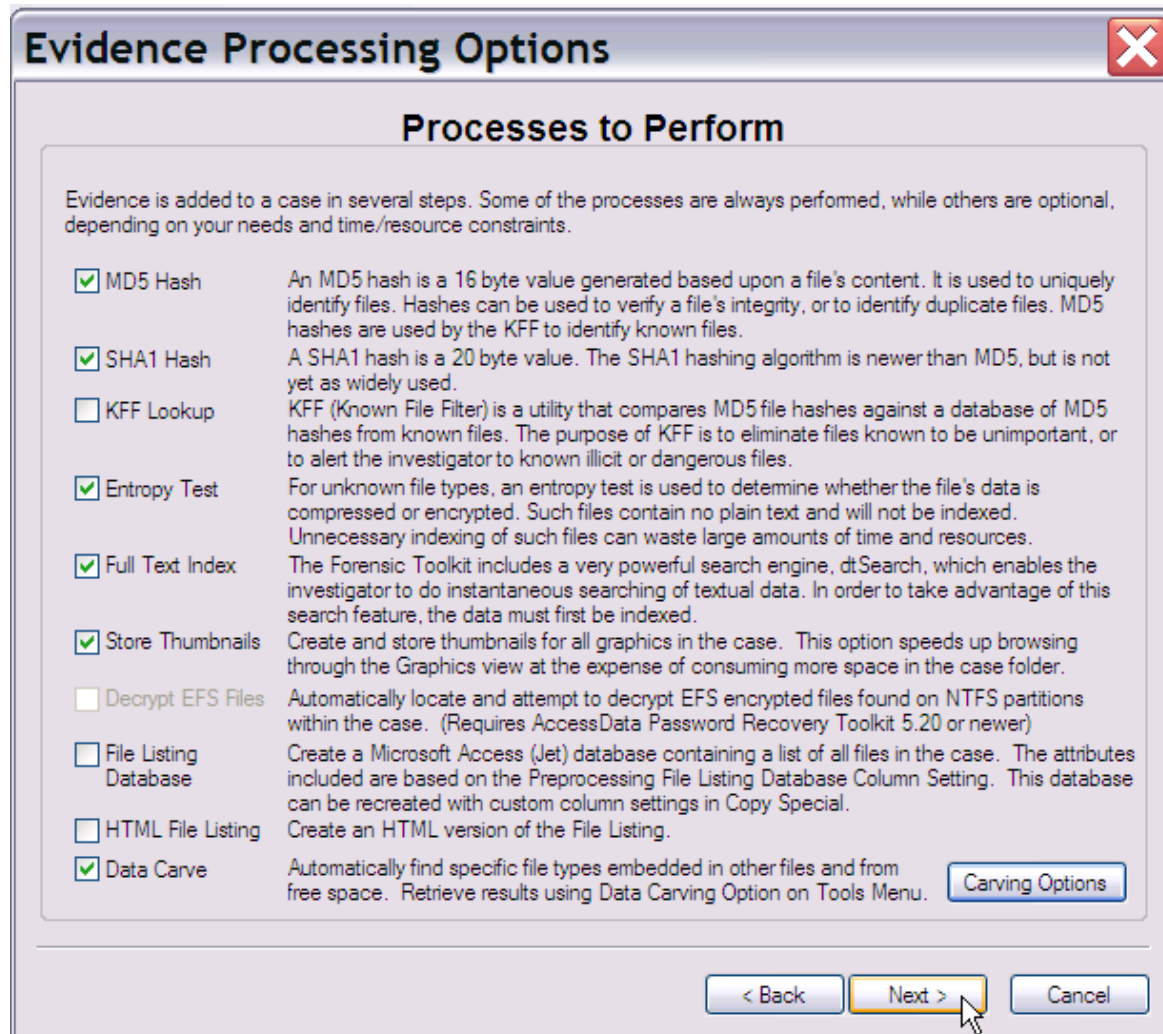 Evidence Processing Options
Processes to Perform
Evidence is added to a case in several steps. Some of the processes are always performed, while others are optional,
depending on your needs and time/resource constraints.
MD5 Hash
An MD5 hash is a 16 byte value generated based upon a file's content. It is used to uniquely
identify files. Hashes can be used to verify a file's integrity, or to identify duplicate files. MD5
hashes are used by the KFF to identify known files.
SHA1 Hash
A SHA1 hash is a 20 byte value. The SHA1 hashing algorithm is newer than MD5, but is not
yet as widely used.
KFF Lookup
KFF (Known File Filter) is a utility that compares MD5 file hashes against a database of MD5
hashes from known files. The purpose of KFF is to eliminate files known to be unimportant, or
to alert the investigator to known illicit or dangerous files.
Entropy Test
For unknown file types, an entropy test is used to determine whether the file's data is
compressed or encrypted. Such files contain no plain text and will not be indexed.
Unnecessary indexing of such files can waste large amounts of time and resources.
Full Text Index
The Forensic Toolkit includes a very powerful search engine, dtSearch, which enables the
investigator to do instantaneous searching of textual data. In order to take advantage of this
search feature, the data must first be indexed.
Store Thumbnails
Create and store thumbnails for all graphics in the case. This option speeds up browsing
through the Graphics view at the expense of consuming more space in the case folder.
Decrypt EFS Files
Automatically locate and attempt to decrypt EFS encrypted files found on NTFS partitions
within the case. (Requires AccessData Password Recovery Toolkit 5.20 or newer)
File Listing
Database
Create a Microsoft Access (Jet) database containing a list of all files in the case. The attributes
included are based on the Preprocessing File Listing Database Column Setting. This database
can be recreated with custom column settings in Copy Special.
HTML File Listing
Create an HTML version of the File Listing.
Data Carve
Automatically find specific file types embedded in other files and from
free space. Retrieve results using Data Carving Option on Tools Menu.
Carving Options
< Back
Next >
Cancel